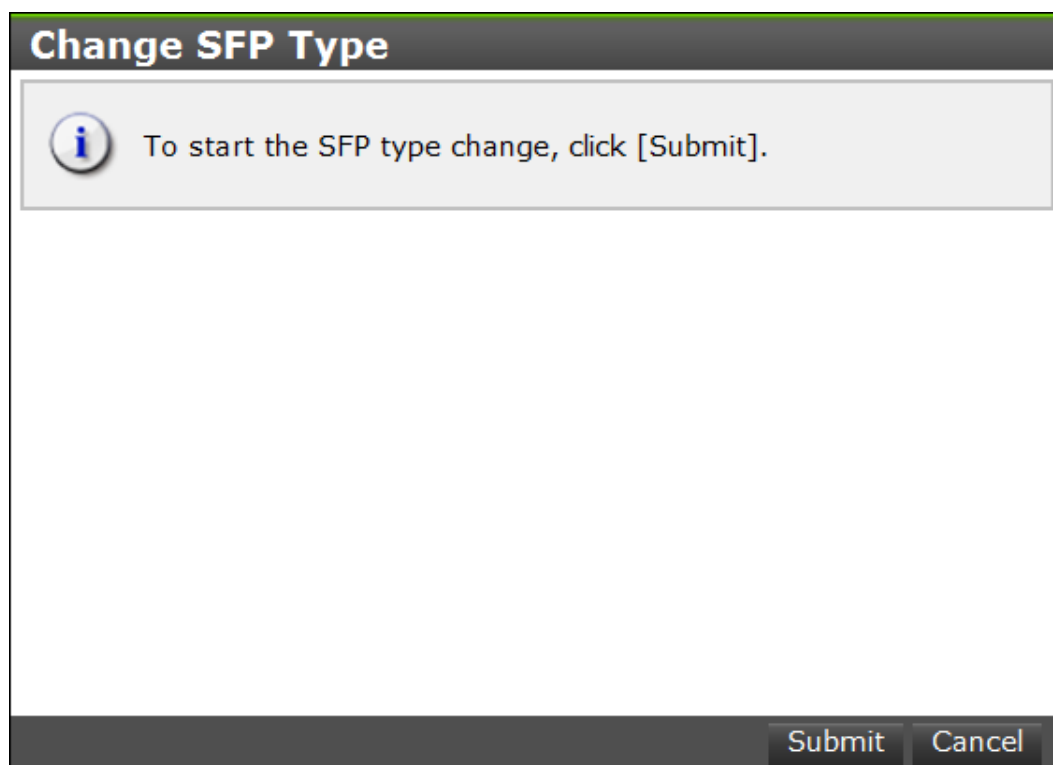 Change SFP Type
To start the SFP type change, click [Submit].
Submit Cancel